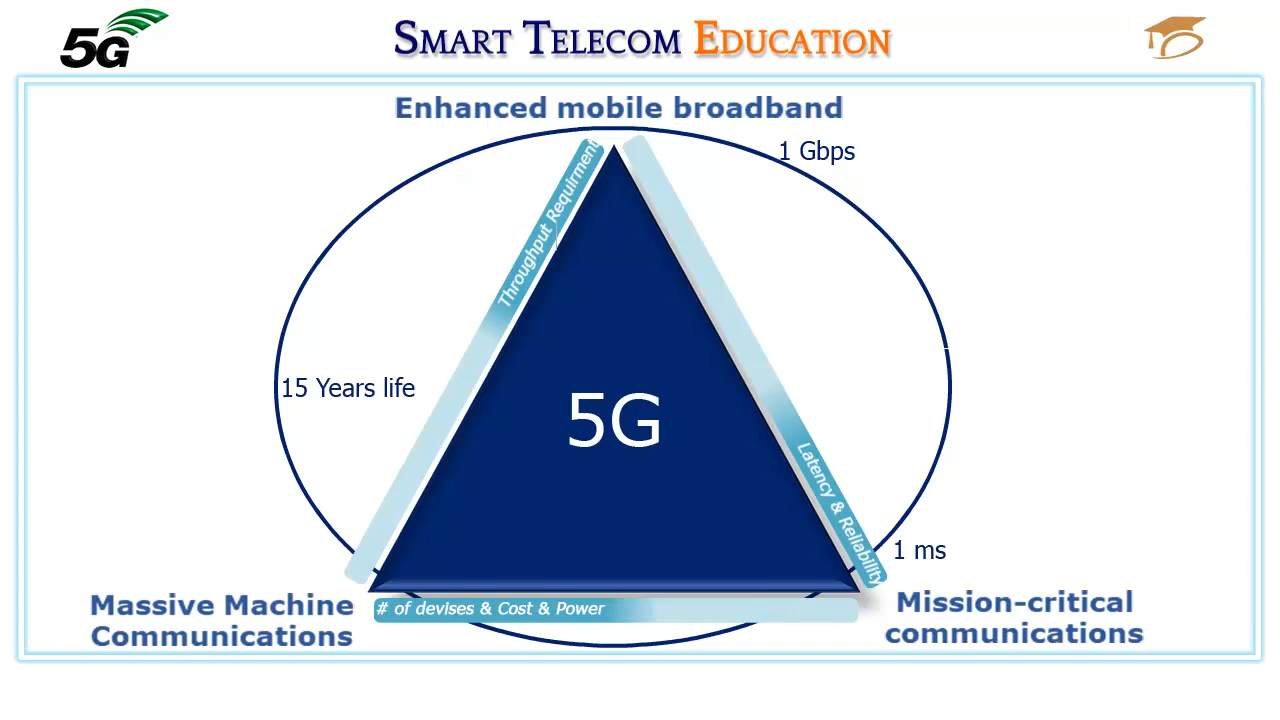 5G
SMART TELECOM EDUCATION
Enhanced mobile broadband
1 Gbps
Throughput Requirment
15 Years life
5G
Latency & Reliability
1 ms
Massive Machine
Communications
# of devises & Cost & Power
Mission-critical
communications